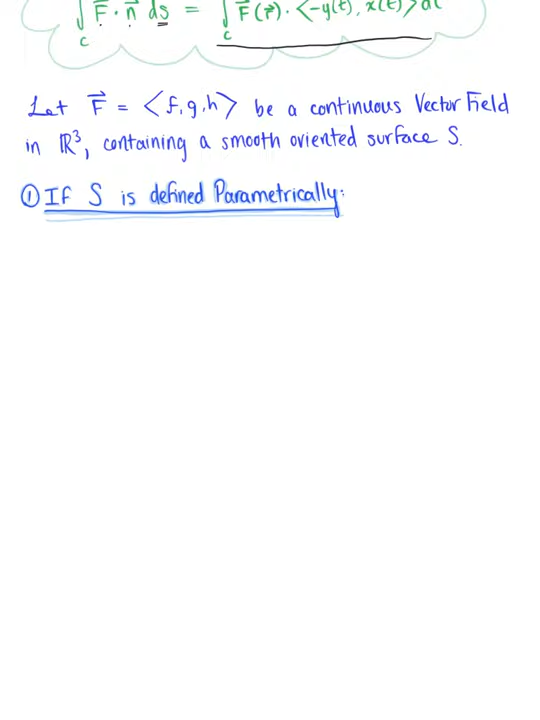 ∫ F⃗ · n⃗ ds = ∫ F⃗(r⃗) · <-y(t), x(t)> dt
C C
Let F⃗ = <f, g, h> be a continuous Vector Field
in ℝ³, containing a smooth oriented surface S.
① If S is defined Parametrically: